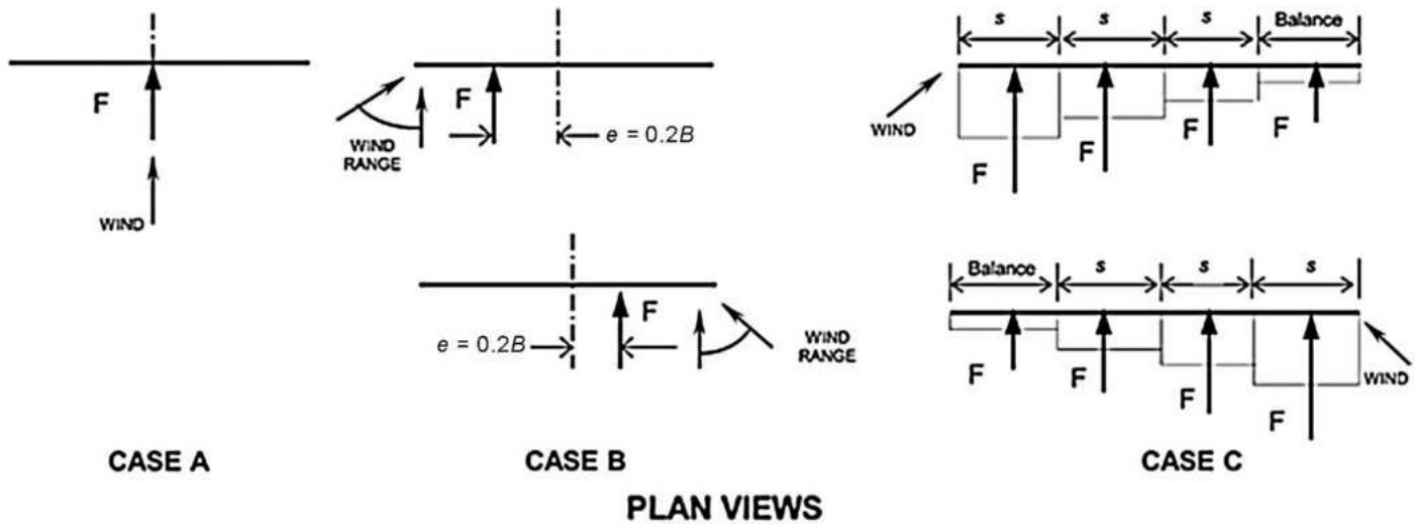 F
WIND
CASE A
F
WIND
RANGE
e = 0.2B
e = 0.2B
F
WIND
RANGE
CASE B
s s s Balance
WIND
F F F F
Balance s s s
F F F F
WIND
CASE C
PLAN VIEWS